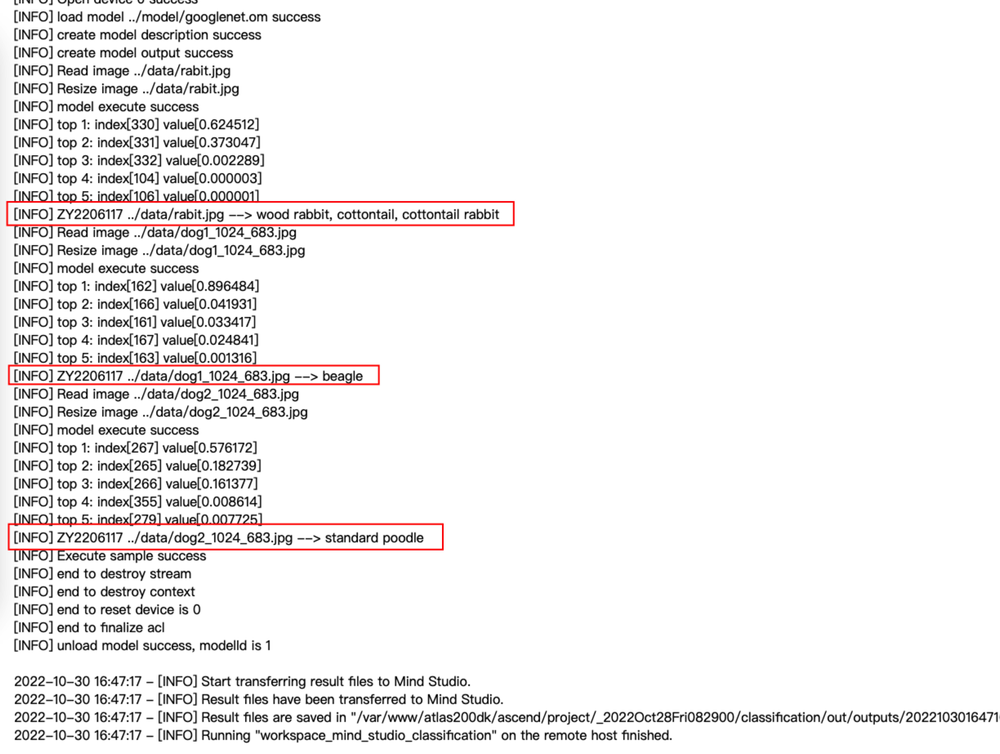 [INFO] Open device 0 success
[INFO] load model ../model/googlenet.om success
[INFO] create model description success
[INFO] create model output success
[INFO] Read image ../data/rabit.jpg
[INFO] Resize image ../data/rabit.jpg
[INFO] model execute success
[INFO] top 1: index[330] value[0.624512]
[INFO] top 2: index[331] value[0.373047]
[INFO] top 3: index[332] value[0.002289]
[INFO] top 4: index[104] value[0.000003]
[INFO] top 5: index[106] value[0.000001]
[INFO] ZY2206117 ../data/rabit.jpg --> wood rabbit, cottontail, cottontail rabbit
[INFO] Read image ../data/dog1_1024_683.jpg
[INFO] Resize image ../data/dog1_1024_683.jpg
[INFO] model execute success
[INFO] top 1: index[162] value[0.896484]
[INFO] top 2: index[166] value[0.041931]
[INFO] top 3: index[161] value[0.033417]
[INFO] top 4: index[167] value[0.024841]
[INFO] top 5: index[163] value[0.001316]
[INFO] ZY2206117 ../data/dog1_1024_683.jpg --> beagle
[INFO] Read image ../data/dog2_1024_683.jpg
[INFO] Resize image ../data/dog2_1024_683.jpg
[INFO] model execute success
[INFO] top 1: index[267] value[0.576172]
[INFO] top 2: index[265] value[0.182739]
[INFO] top 3: index[266] value[0.161377]
[INFO] top 4: index[355] value[0.008614]
[INFO] top 5: index[279] value[0.007725]
[INFO] ZY2206117 ../data/dog2_1024_683.jpg --> standard poodle
[INFO] Execute sample success
[INFO] end to destroy stream
[INFO] end to destroy context
[INFO] end to reset device is 0
[INFO] end to finalize acl
[INFO] unload model success, modelId is 1
2022-10-30 16:47:17 - [INFO] Start transferring result files to Mind Studio.
2022-10-30 16:47:17 - [INFO] Result files have been transferred to Mind Studio.
2022-10-30 16:47:17 - [INFO] Result files are saved in "/var/www/atlas200dk/ascend/project/_2022Oct28Fri082900/classification/out/outputs/2022103016471
2022-10-30 16:47:17 - [INFO] Running "workspace_mind_studio_classification" on the remote host finished.